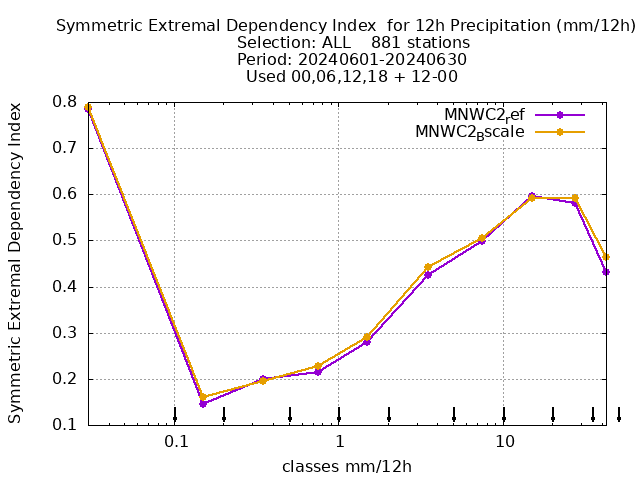 Symmetric Extremal Dependency Index  for 12h Precipitation (mm/12h)
Selection: ALL    881 stations
Period: 20240601-20240630
Used 00,06,12,18 + 12-00
MNWC2ref
MNWC2Bscale
Symmetric Extremal Dependency Index
0.8
0.7
0.6
0.5
0.4
0.3
0.2
0.1
0.1 1 10
classes mm/12h